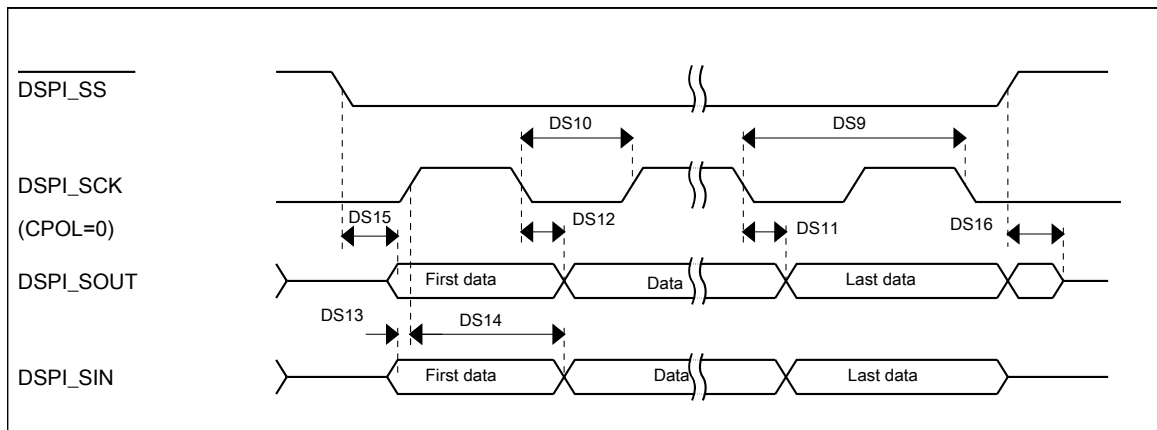 DSPI_SS
DS10
DS9
DSPI_SCK
(CPOL=0)
DS15
DS12
DS11
DS16
DSPI_SOUT
First data
Data
Last data
DS13
DS14
DSPI_SIN
First data
Data
Last data